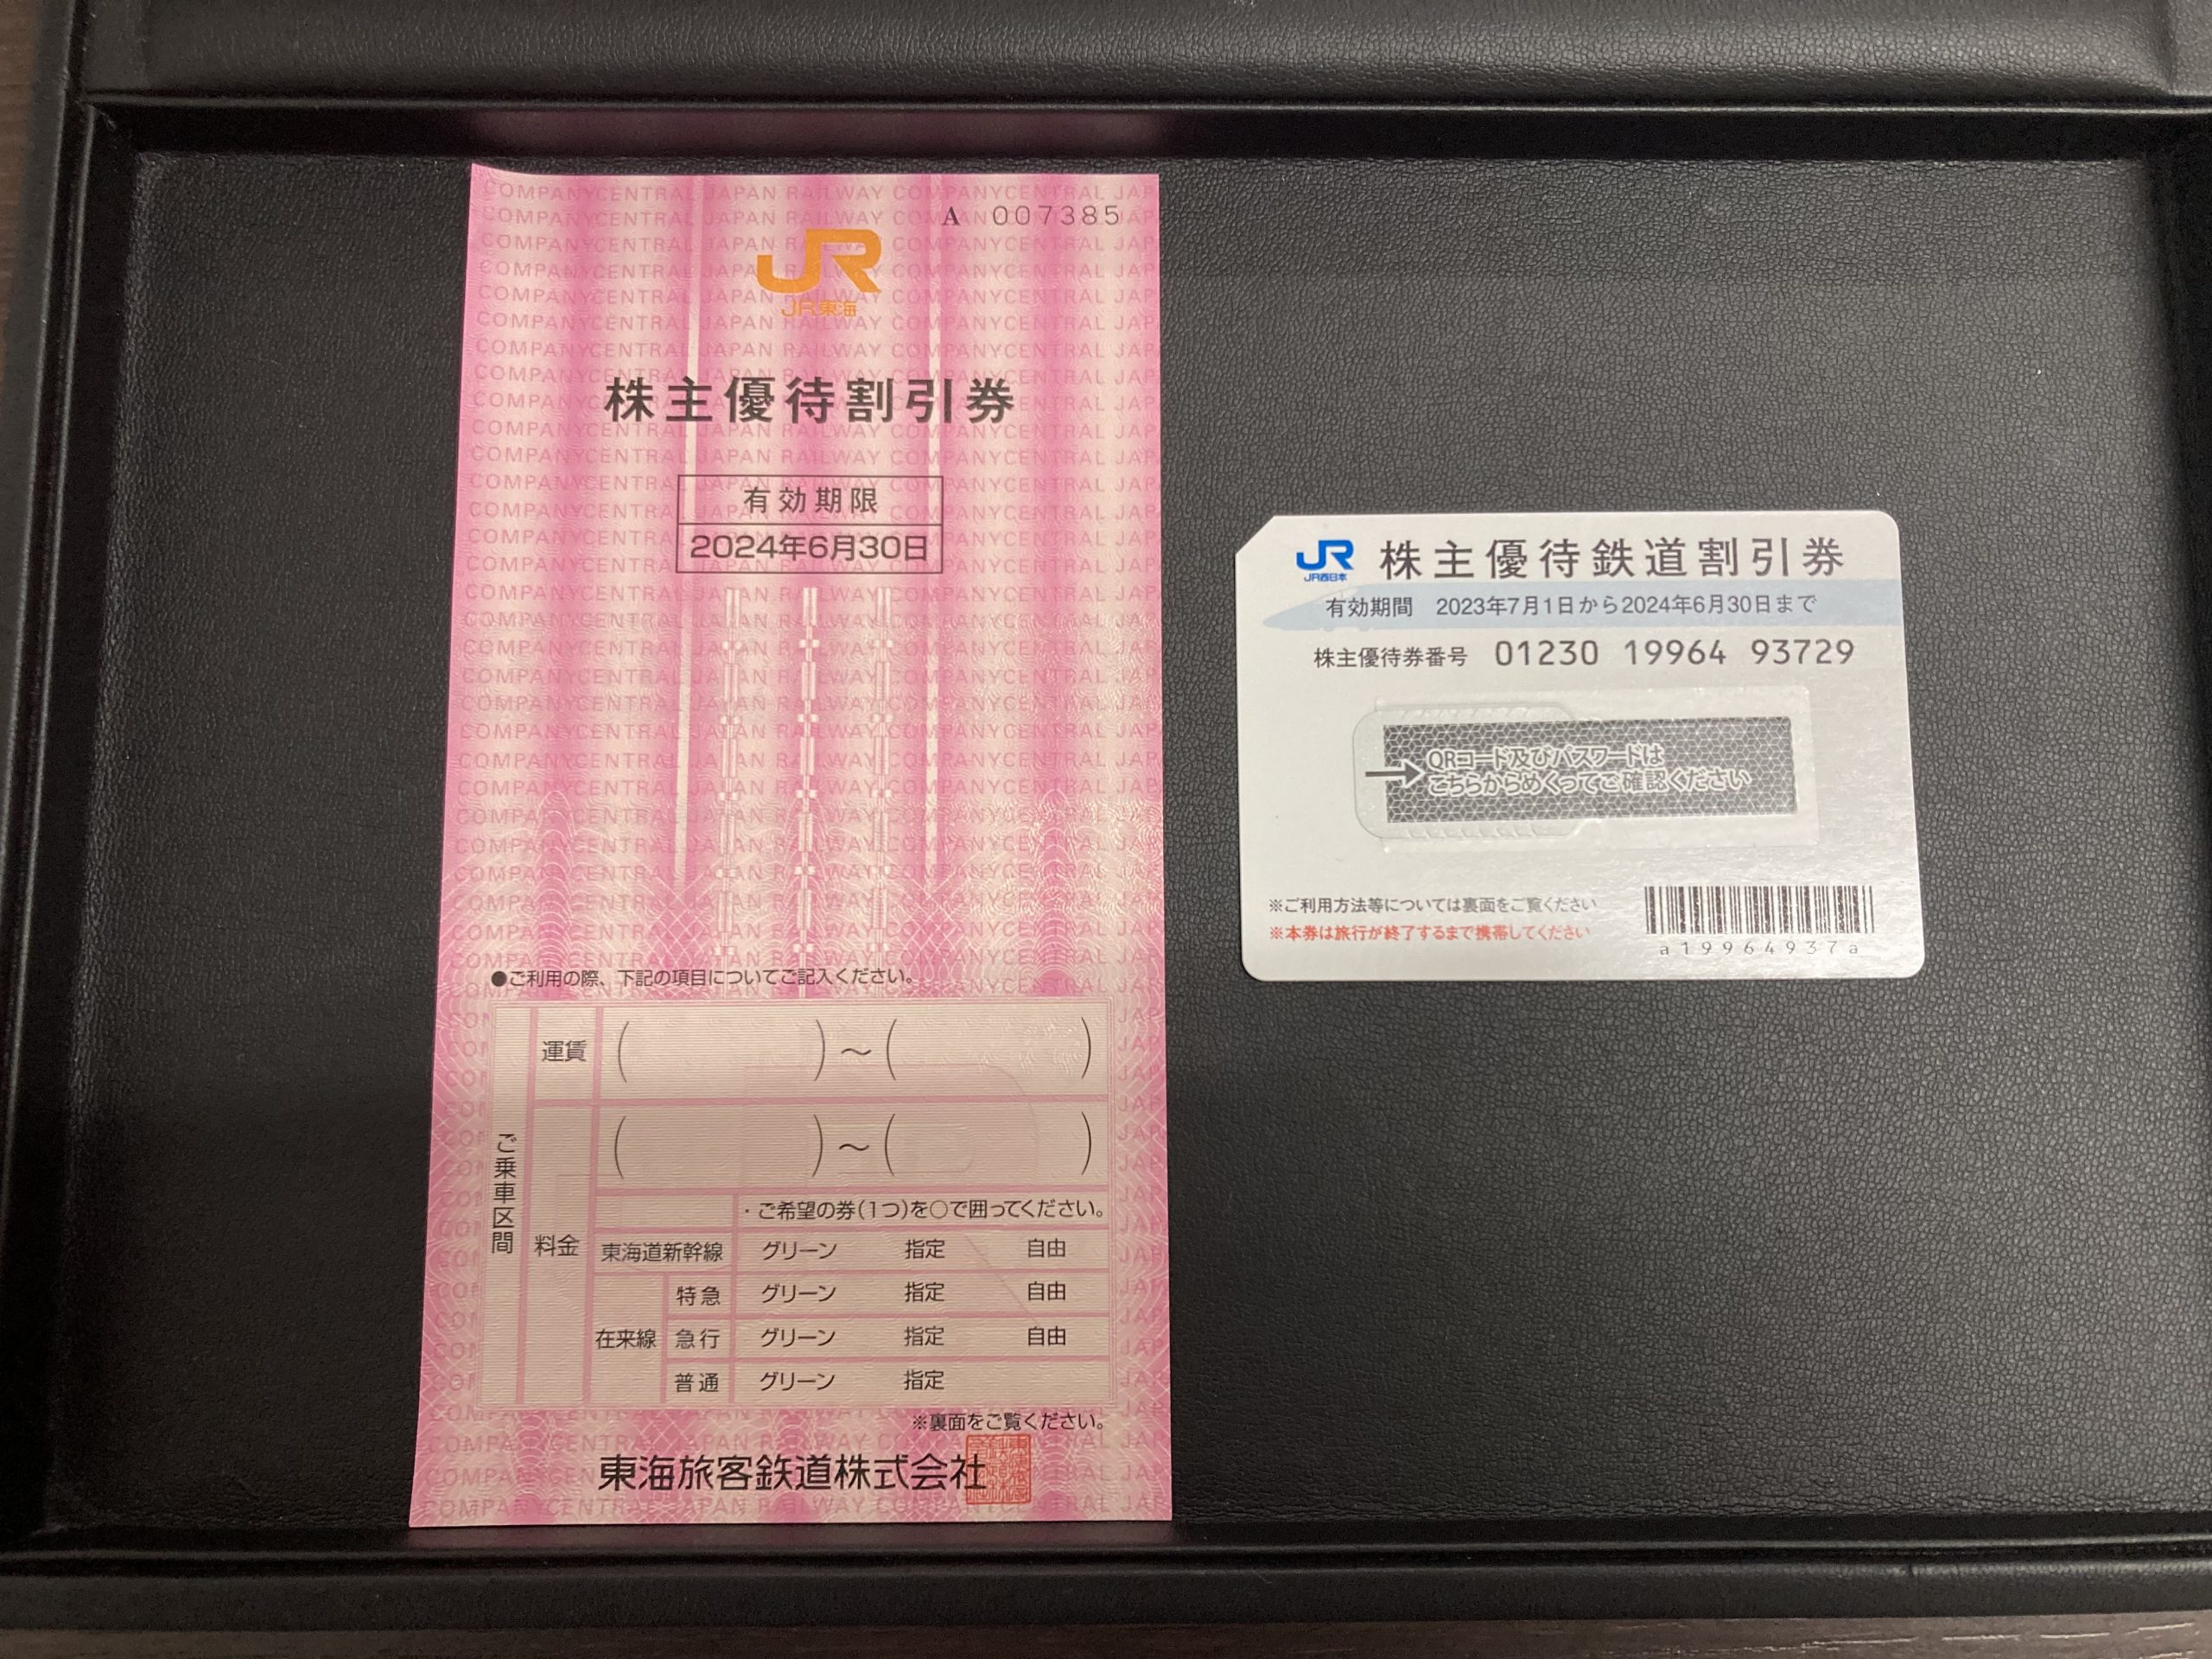 A 007385
JR
JR東海
株主優待割引券
有効期限
2024年6月30日
●ご利用の際、下記の項目についてご記入ください。
ご乗車区間
運賃 ( )～( )
料金 ( )～( )
・ご希望の券(1つ)を○で囲ってください。
東海道新幹線 グリーン 指定 自由
在来線
特急 グリーン 指定 自由
急行 グリーン 指定 自由
普通 グリーン 指定
※裏面をご覧ください。
東海旅客鉄道株式会社
COMPANYCENTRAL JAPAN RAILWAY COMPANYCENTRAL JAP
JR
JR西日本
株主優待鉄道割引券
有効期間 2023年7月1日から2024年6月30日まで
株主優待券番号 01230 19964 93729
→QRコード及びパスワードは
こちらからめくってご確認ください
※ご利用方法等については裏面をご覧ください
※本券は旅行が終了するまで携帯してください
a19964937a